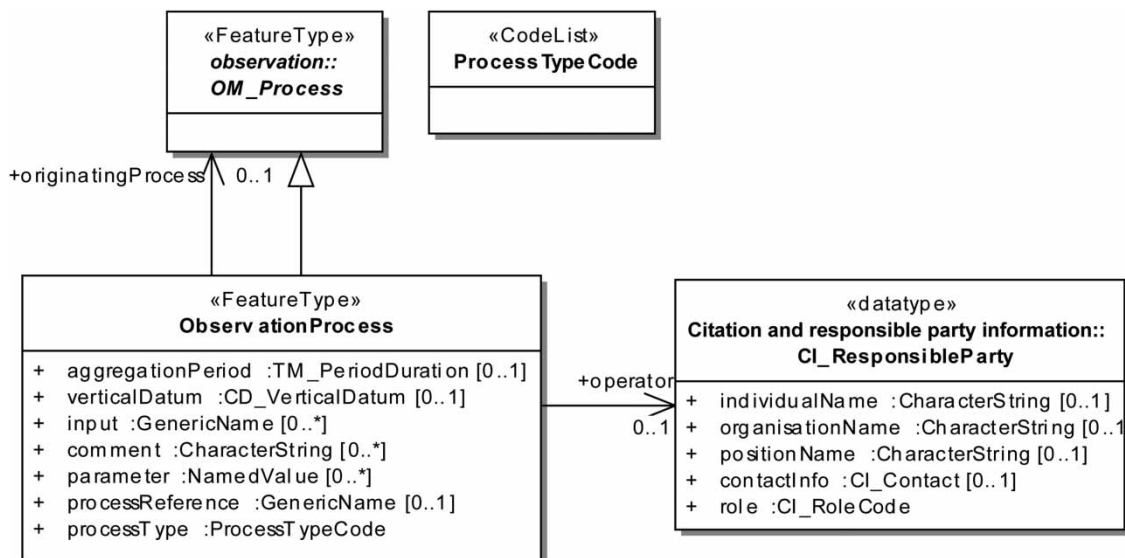 «FeatureType»
observation::
OM_Process
«CodeList»
ProcessTypeCode
+originatingProcess 0..1
«FeatureType»
ObservationProcess
+ aggregationPeriod :TM_PeriodDuration [0..1]
+ verticalDatum :CD_VerticalDatum [0..1]
+ input :GenericName [0..*]
+ comment :CharacterString [0..*]
+ parameter :NamedValue [0..*]
+ processReference :GenericName [0..1]
+ processType :ProcessTypeCode
+operator
0..1
«datatype»
Citation and responsible party information::
CI_ResponsibleParty
+ individualName :CharacterString [0..1]
+ organisationName :CharacterString [0..1
+ positionName :CharacterString [0..1]
+ contactInfo :CI_Contact [0..1]
+ role :CI_RoleCode